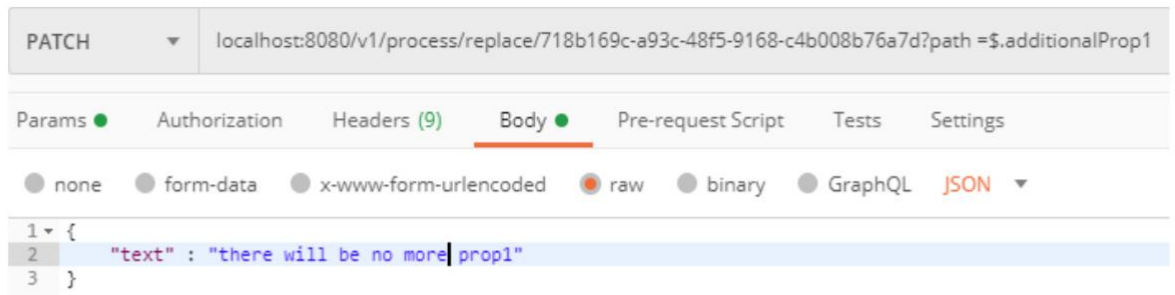 PATCH localhost:8080/v1/process/replace/718b169c-a93c-48f5-9168-c4b008b76a7d?path =$.additionalProp1
Params Authorization Headers (9) Body Pre-request Script Tests Settings
none form-data x-www-form-urlencoded raw binary GraphQL JSON
1 {
2 "text" : "there will be no more prop1"
3 }